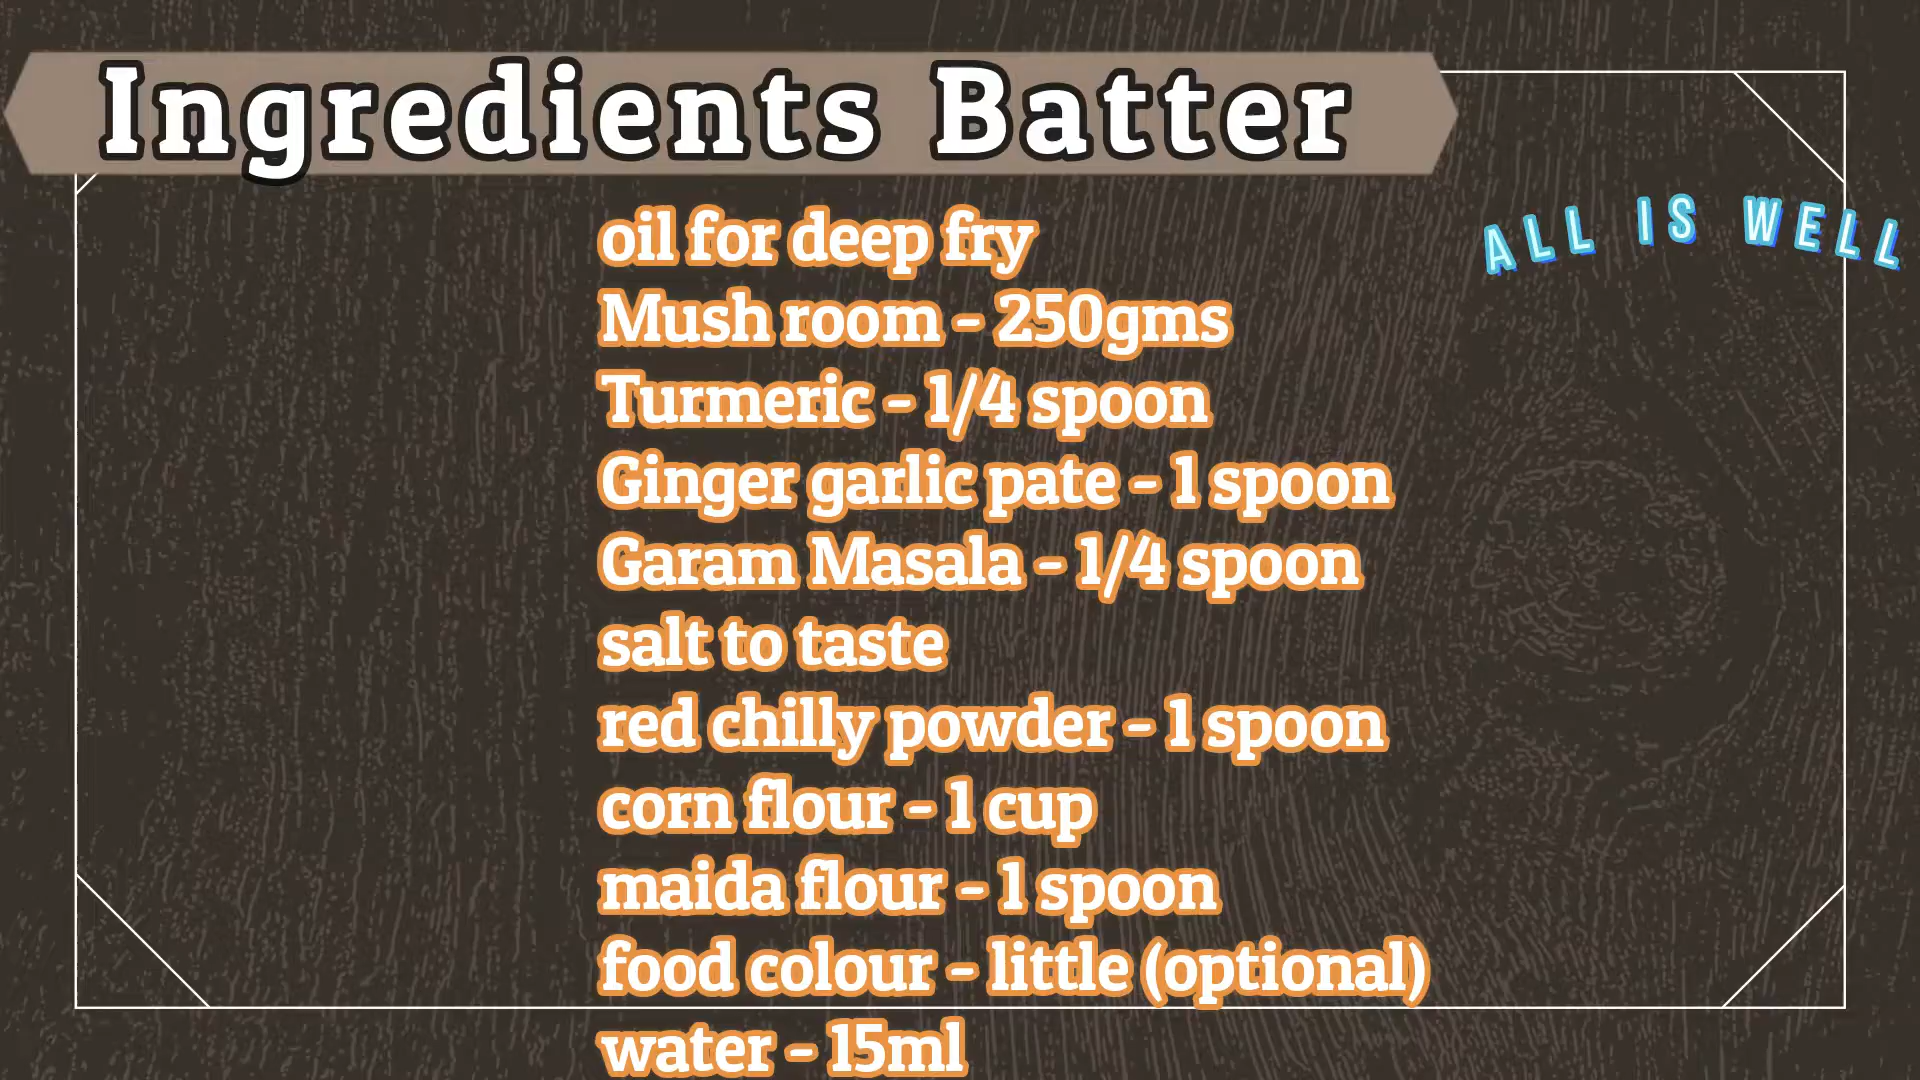 Ingredients Batter
ALL IS WELL
oil for deep fry
Mush room - 250gms
Turmeric - 1/4 spoon
Ginger garlic pate - 1 spoon
Garam Masala - 1/4 spoon
salt to taste
red chilly powder - 1 spoon
corn flour - 1 cup
maida flour - 1 spoon
food colour - little (optional)
water - 15ml